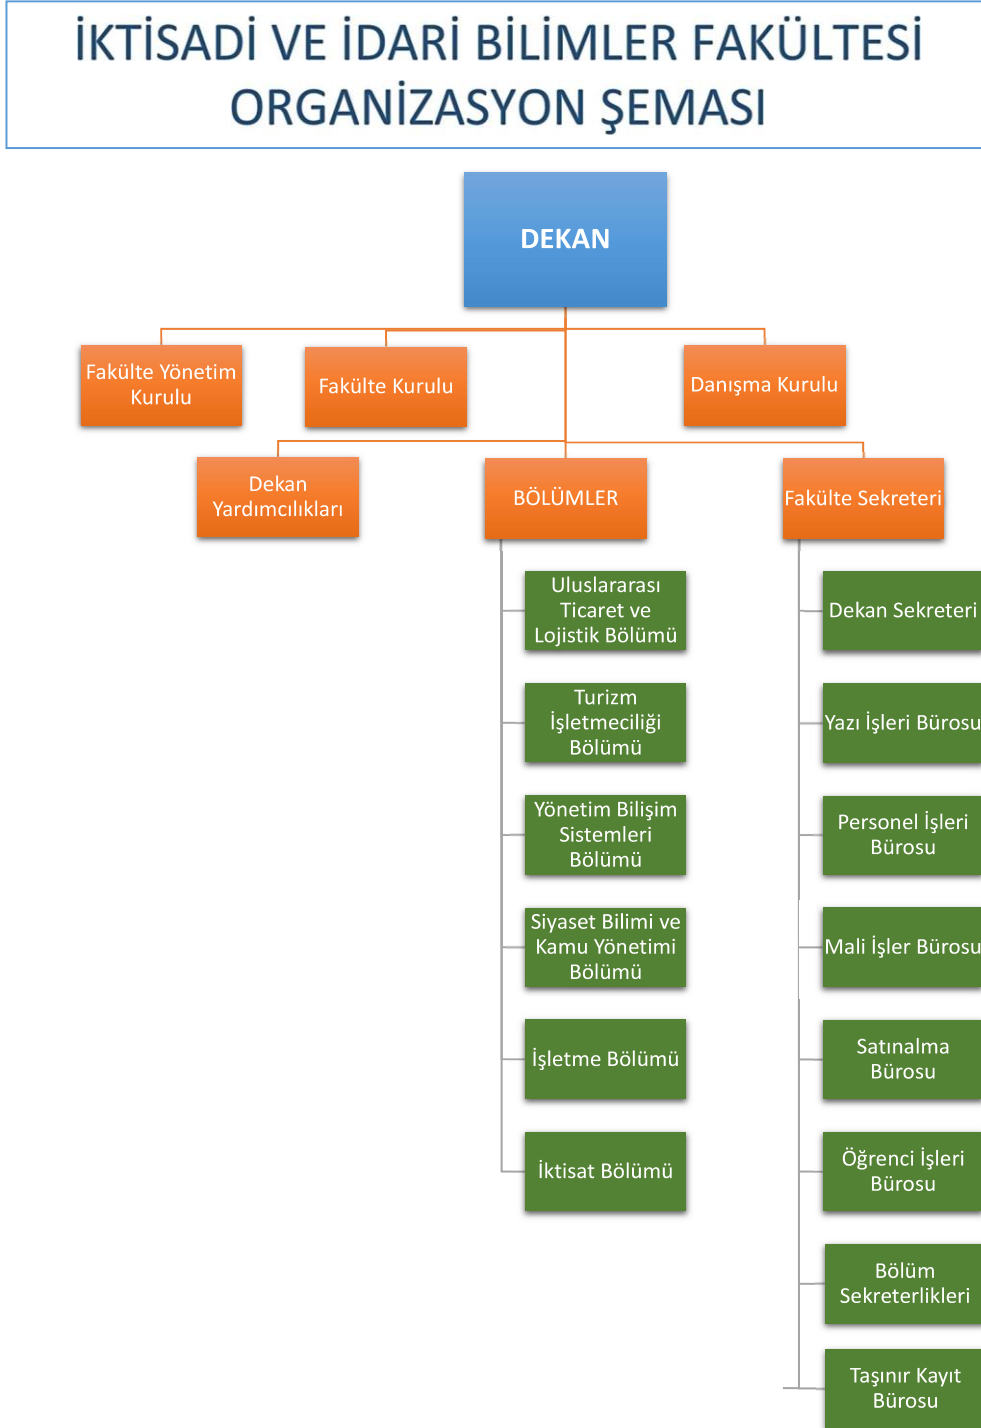 İKTİSADİ VE İDARİ BİLİMLER FAKÜLTESİ
ORGANİZASYON ŞEMASI
DEKAN
Fakülte Yönetim
Kurulu
Fakülte Kurulu
Danışma Kurulu
Dekan
Yardımcılıkları
BÖLÜMLER
Fakülte Sekreteri
Uluslararası
Ticaret ve
Lojistik Bölümü
Turizm
İşletmeciliği
Bölümü
Yönetim Bilişim
Sistemleri
Bölümü
Siyaset Bilimi ve
Kamu Yönetimi
Bölümü
İşletme Bölümü
İktisat Bölümü
Dekan Sekreteri
Yazı İşleri Bürosu
Personel İşleri
Bürosu
Mali İşler Bürosu
Satınalma
Bürosu
Öğrenci İşleri
Bürosu
Bölüm
Sekreterlikleri
Taşınır Kayıt
Bürosu